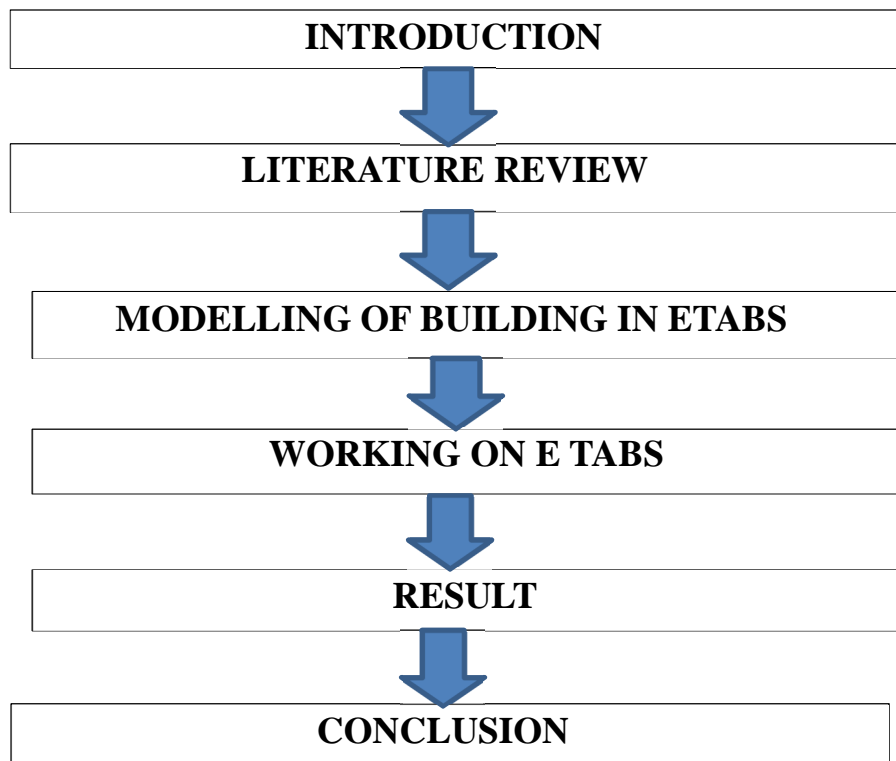 INTRODUCTION
LITERATURE REVIEW
MODELLING OF BUILDING IN ETABS
WORKING ON E TABS
RESULT
CONCLUSION